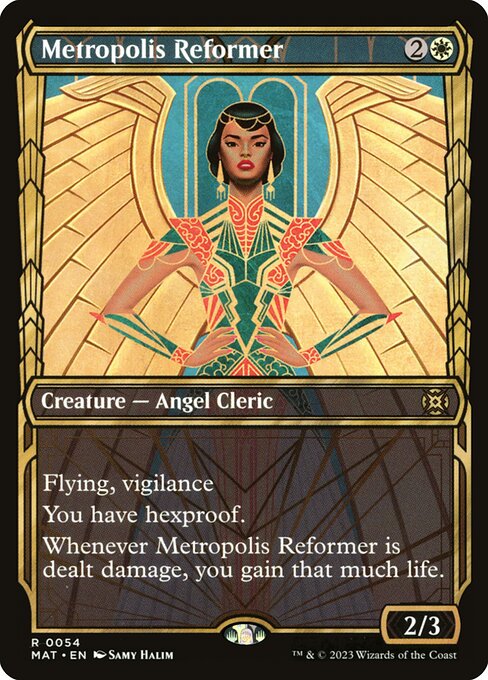 Metropolis Reformer 2
Creature — Angel Cleric
Flying, vigilance
You have hexproof.
Whenever Metropolis Reformer is
dealt damage, you gain that much life.
2/3
R 0054
MAT • EN Samy Halim
™ & © 2023 Wizards of the Coast